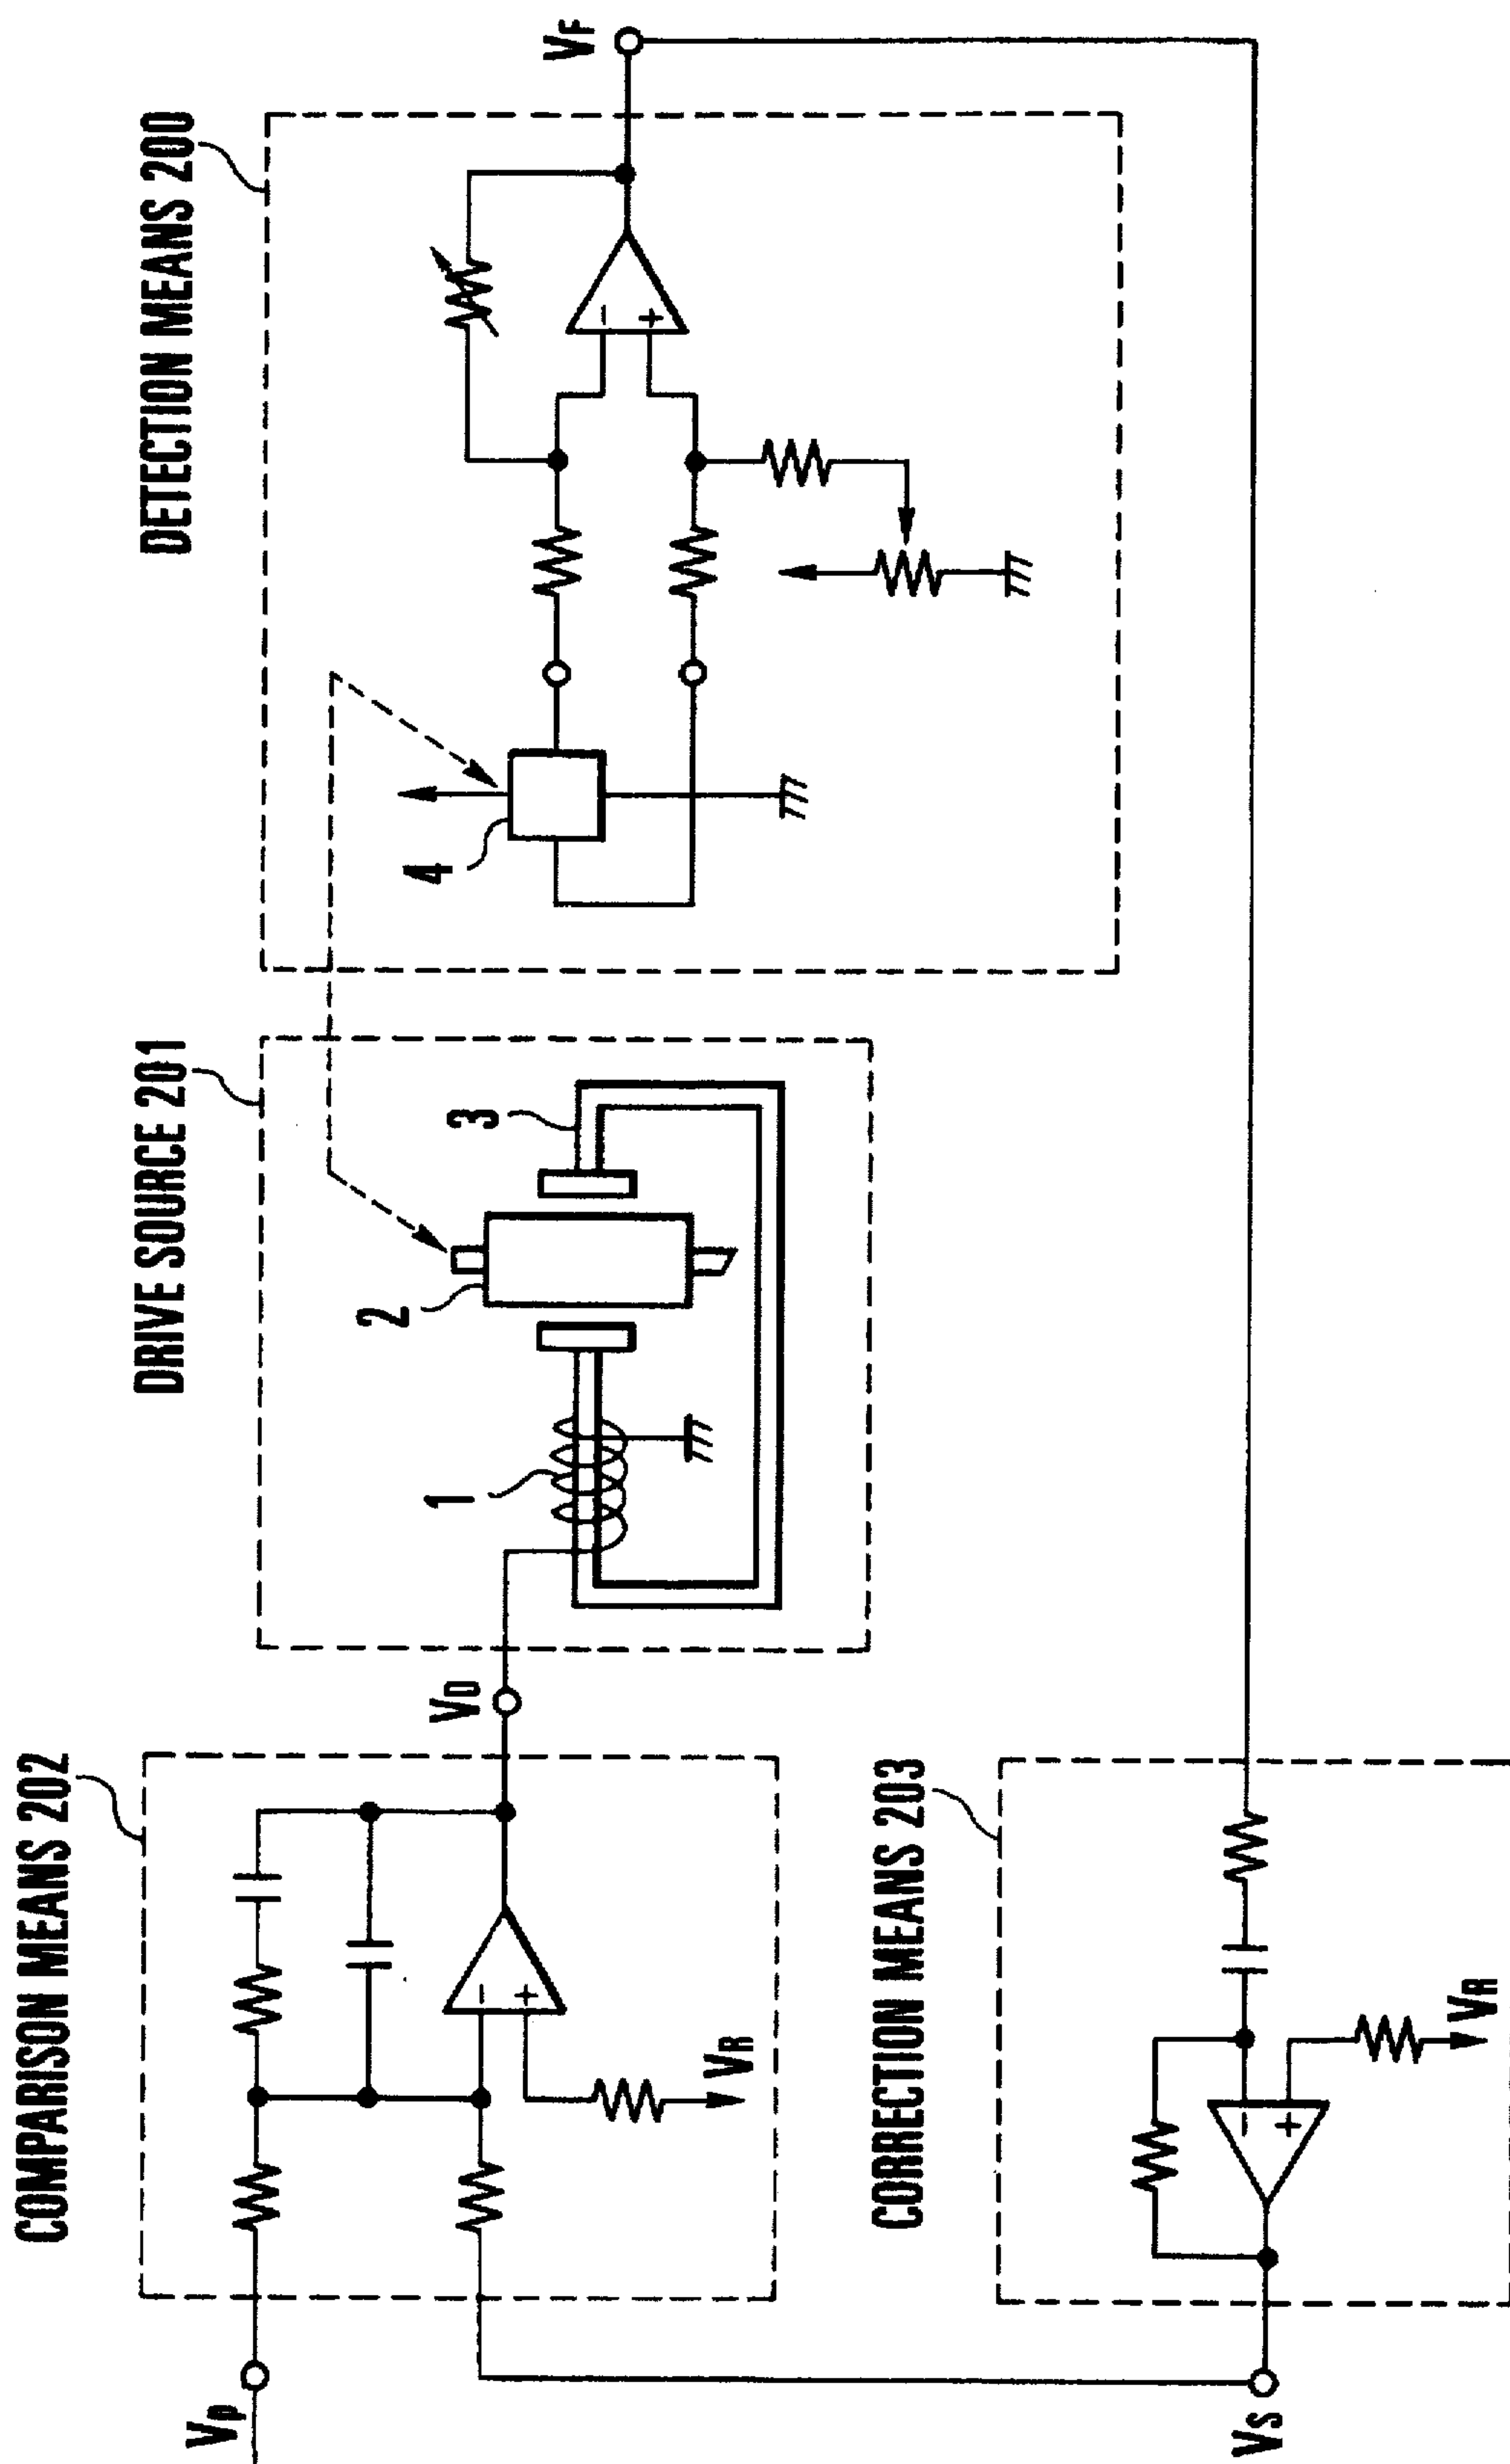 COMPARISON MEANS 202
DRIVE SOURCE 201
DETECTION MEANS 200
VP
VD
VF
1
2
3
4
−
+
−
+
VR
CORRECTION MEANS 203
−
+
VR
VS